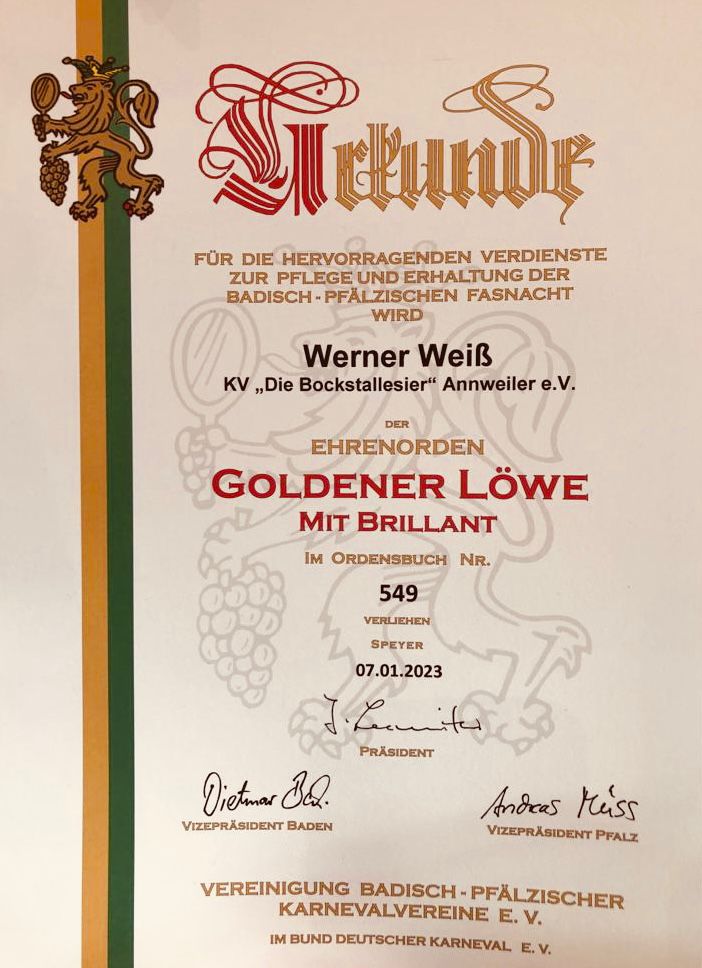 Urkunde
FÜR DIE HERVORRAGENDEN VERDIENSTE
ZUR PFLEGE UND ERHALTUNG DER
BADISCH - PFÄLZISCHEN FASNACHT
WIRD
Werner Weiß
KV „Die Bockstallesier“ Annweiler e.V.
DER
EHRENORDEN
GOLDENER LÖWE
MIT BRILLANT
IM ORDENSBUCH NR.
549
VERLIEHEN
SPEYER
07.01.2023
PRÄSIDENT
Dietmar
Andreas
VIZEPRÄSIDENT BADEN
VIZEPRÄSIDENT PFALZ
VEREINIGUNG BADISCH - PFÄLZISCHER
KARNEVALVEREINE E. V.
IM BUND DEUTSCHER KARNEVAL E. V.